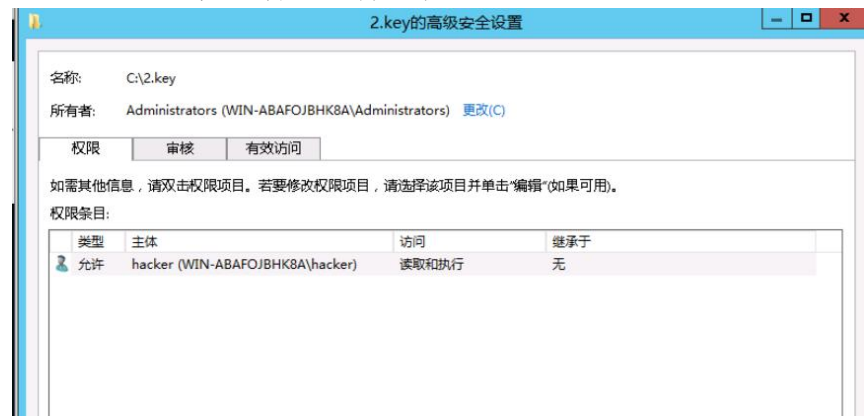 2.key的高级安全设置
名称: C:\2.key
所有者: Administrators (WIN-ABAFOJBHK8A\Administrators) 更改(C)
权限 审核 有效访问
如需其他信息，请双击权限项目。若要修改权限项目，请选择该项目并单击“编辑”(如果可用)。
权限条目:
类型 主体 访问 继承于
允许 hacker (WIN-ABAFOJBHK8A\hacker) 读取和执行 无